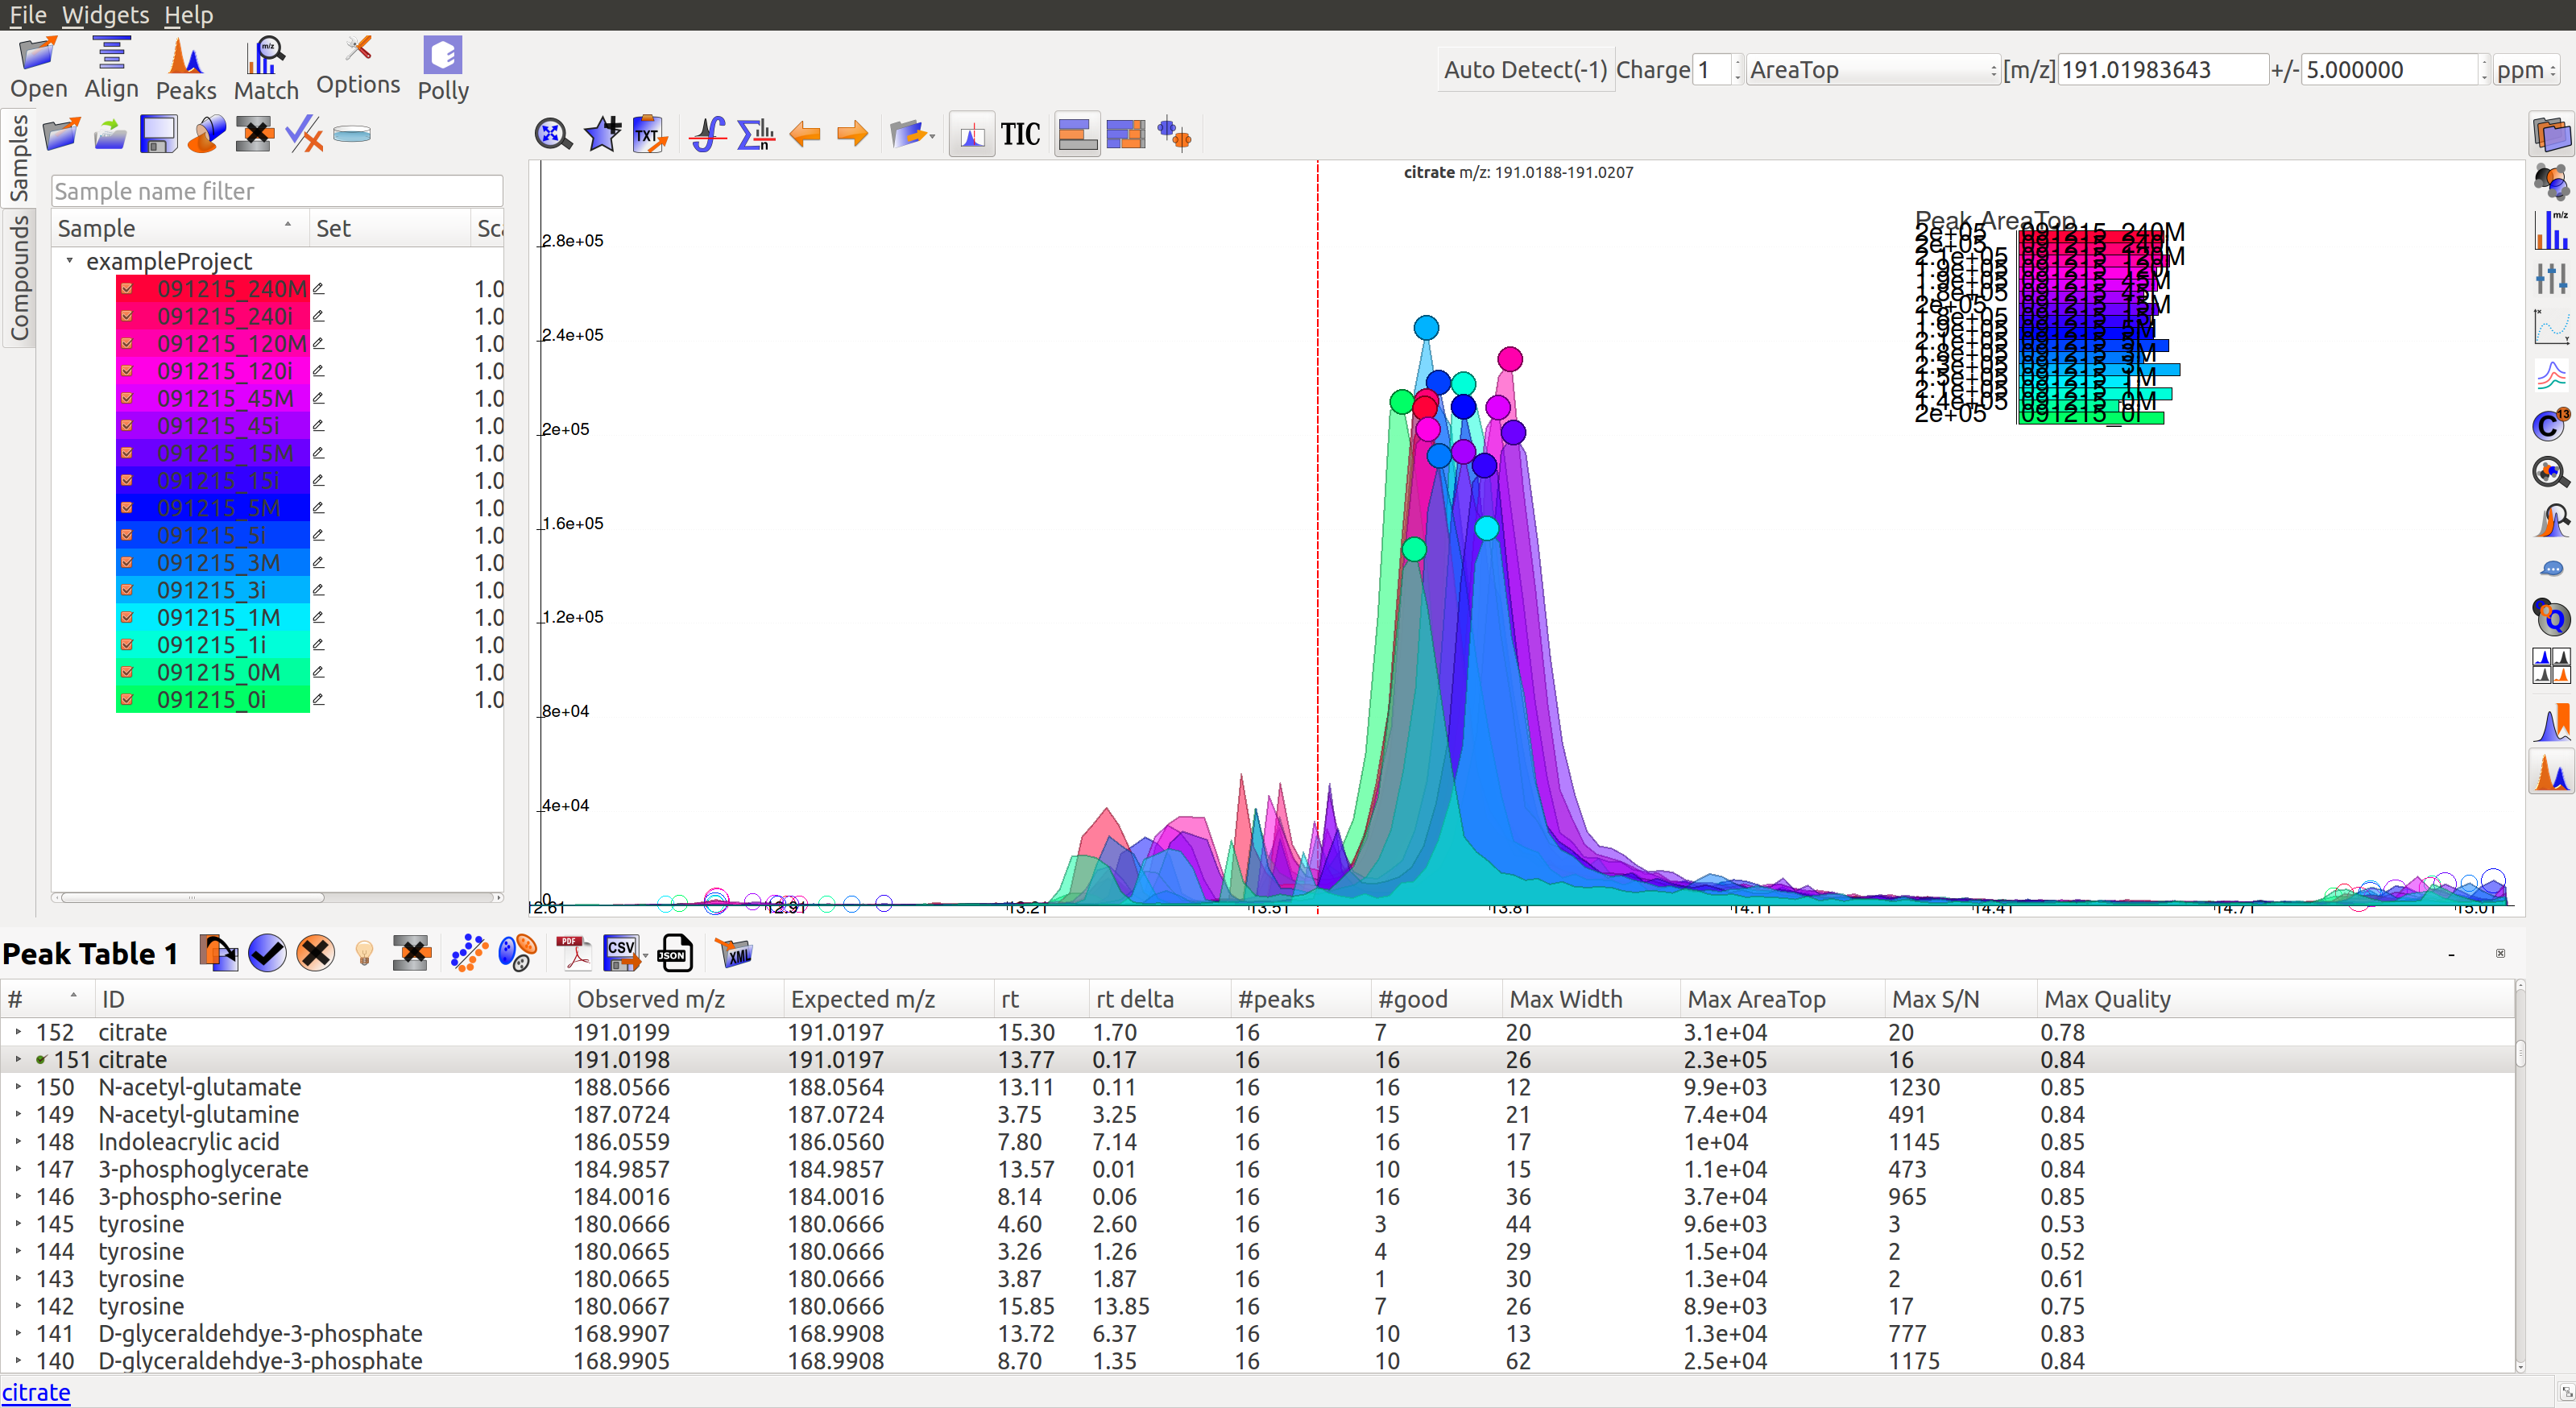 File Widgets Help
Open Align Peaks Match Options Polly
Auto Detect(-1) Charge 1 AreaTop [m/z] 191.01983643 +/- 5.000000 ppm
Samples
Compounds
TXT TIC
Sample name filter
Sample Set Sca
exampleProject
091215_240M 1.0
091215_240i 1.0
091215_120M 1.0
091215_120i 1.0
091215_45M 1.0
091215_45i 1.0
091215_15M 1.0
091215_15i 1.0
091215_5M 1.0
091215_5i 1.0
091215_3M 1.0
091215_3i 1.0
091215_1M 1.0
091215_1i 1.0
091215_0M 1.0
091215_0i 1.0
citrate m/z: 191.0188-191.0207
Peak AreaTop
2.8e+05
2.4e+05
2e+05
1.6e+05
1.2e+05
8e+04
4e+04
0
12.61 12.91 13.21 13.51 13.81 14.11 14.41 14.71 15.01
2e+05 091215_240M
2e+05 091215_0i
Peak Table 1 PDF CSV JSON XML
# ID Observed m/z Expected m/z rt rt delta #peaks #good Max Width Max AreaTop Max S/N Max Quality
152 citrate 191.0199 191.0197 15.30 1.70 16 7 20 3.1e+04 20 0.78
151 citrate 191.0198 191.0197 13.77 0.17 16 16 26 2.3e+05 16 0.84
150 N-acetyl-glutamate 188.0566 188.0564 13.11 0.11 16 16 12 9.9e+03 1230 0.85
149 N-acetyl-glutamine 187.0724 187.0724 3.75 3.25 16 15 21 7.4e+04 491 0.84
148 Indoleacrylic acid 186.0559 186.0560 7.80 7.14 16 16 17 1e+04 1145 0.85
147 3-phosphoglycerate 184.9857 184.9857 13.57 0.01 16 10 15 1.1e+04 473 0.84
146 3-phospho-serine 184.0016 184.0016 8.14 0.06 16 16 36 3.7e+04 965 0.85
145 tyrosine 180.0666 180.0666 4.60 2.60 16 3 44 9.6e+03 3 0.53
144 tyrosine 180.0665 180.0666 3.26 1.26 16 4 29 1.5e+04 2 0.52
143 tyrosine 180.0665 180.0666 3.87 1.87 16 1 30 1.3e+04 2 0.61
142 tyrosine 180.0667 180.0666 15.85 13.85 16 7 26 8.9e+03 17 0.75
141 D-glyceraldehdye-3-phosphate 168.9907 168.9908 13.72 6.37 16 10 13 1.3e+04 777 0.83
140 D-glyceraldehdye-3-phosphate 168.9905 168.9908 8.70 1.35 16 10 62 2.5e+04 1175 0.84
citrate